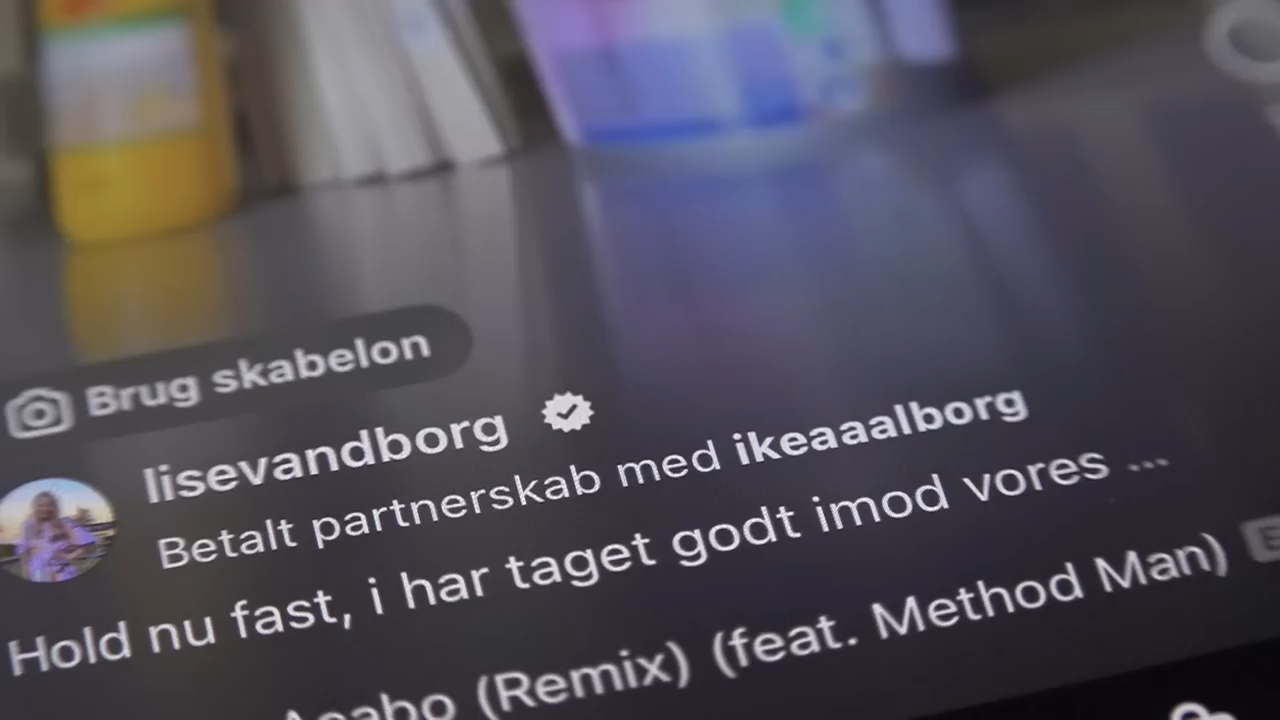 Brug skabelon
lisevandborg
Betalt partnerskab med ikeaaalborg
Hold nu fast, i har taget godt imod vores ...
(Remix) (feat. Method Man)